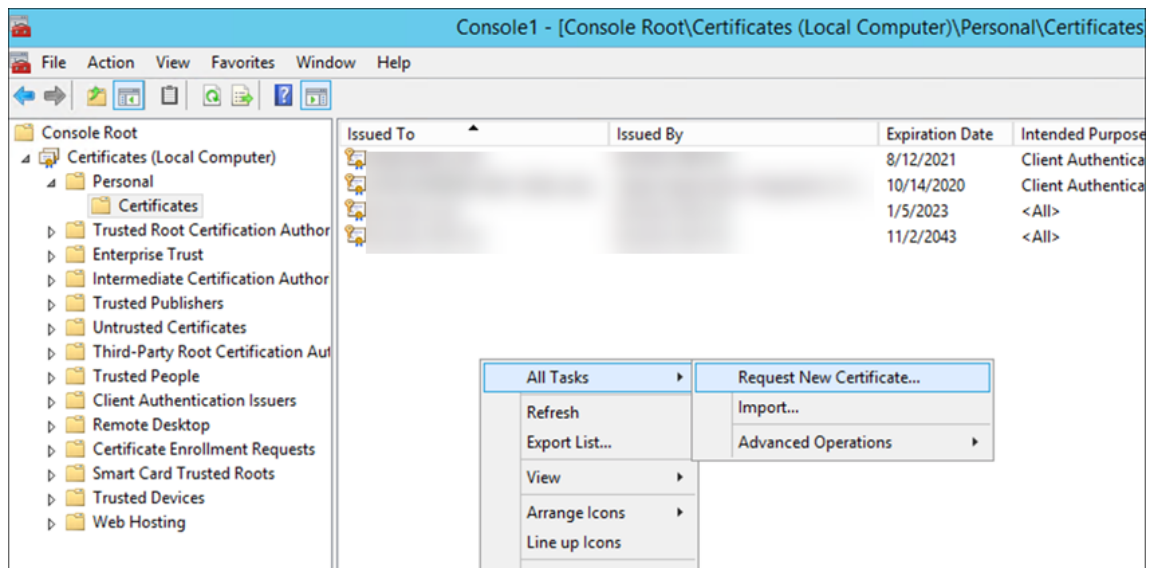 Console1 - [Console Root\Certificates (Local Computer)\Personal\Certificates
File Action View Favorites Window Help
Console Root
Certificates (Local Computer)
Personal
Certificates
Trusted Root Certification Author
Enterprise Trust
Intermediate Certification Author
Trusted Publishers
Untrusted Certificates
Third-Party Root Certification Aut
Trusted People
Client Authentication Issuers
Remote Desktop
Certificate Enrollment Requests
Smart Card Trusted Roots
Trusted Devices
Web Hosting
Issued To Issued By Expiration Date Intended Purpose
8/12/2021 Client Authentica
10/14/2020 Client Authentica
1/5/2023 <All>
11/2/2043 <All>
All Tasks
Refresh
Export List...
View
Arrange Icons
Line up Icons
Request New Certificate...
Import...
Advanced Operations